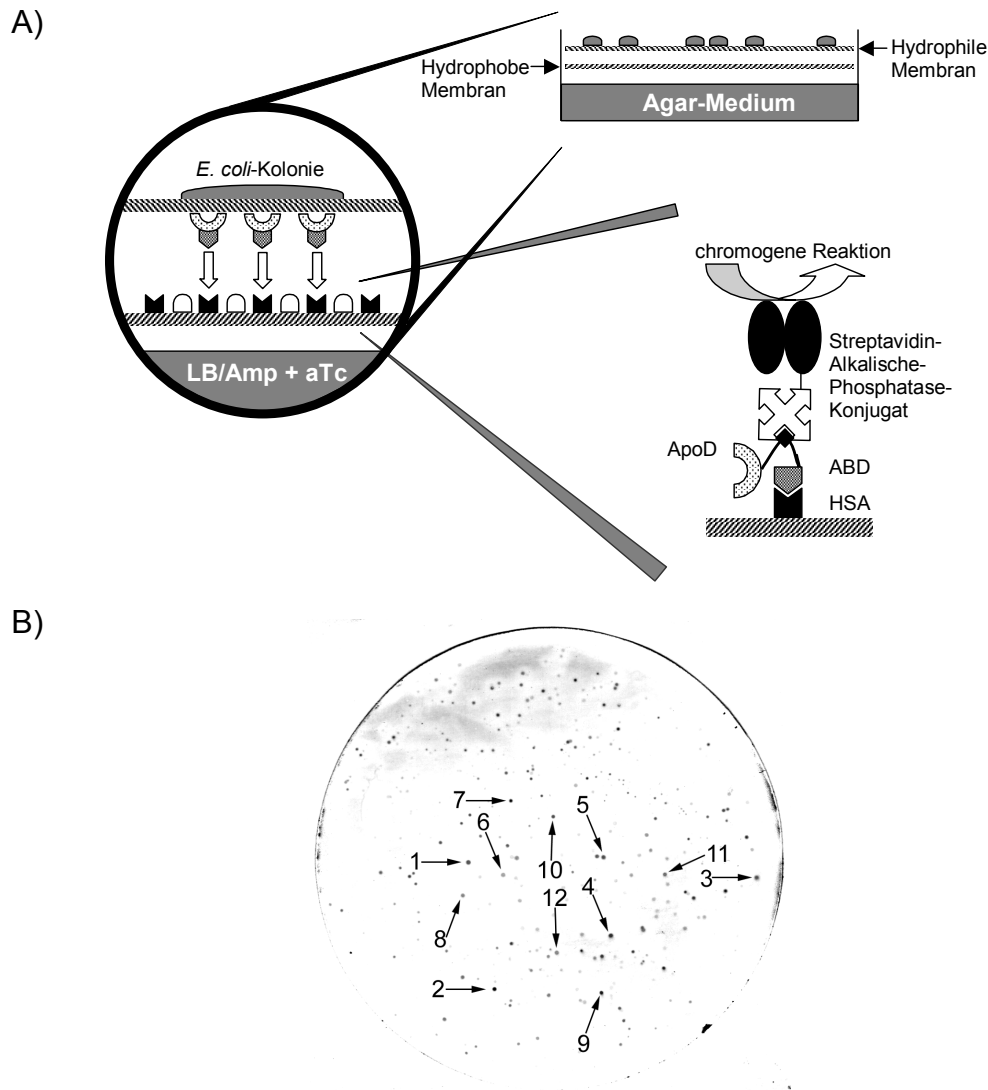 A)
Hydrophobe
Membran
Hydrophile
Membran
Agar-Medium
E. coli-Kolonie
LB/Amp + aTc
chromogene Reaktion
Streptavidin-
Alkalische-
Phosphatase-
Konjugat
ApoD
ABD
HSA
B)
7
5
6
1
10
11
3
12
4
8
2
9